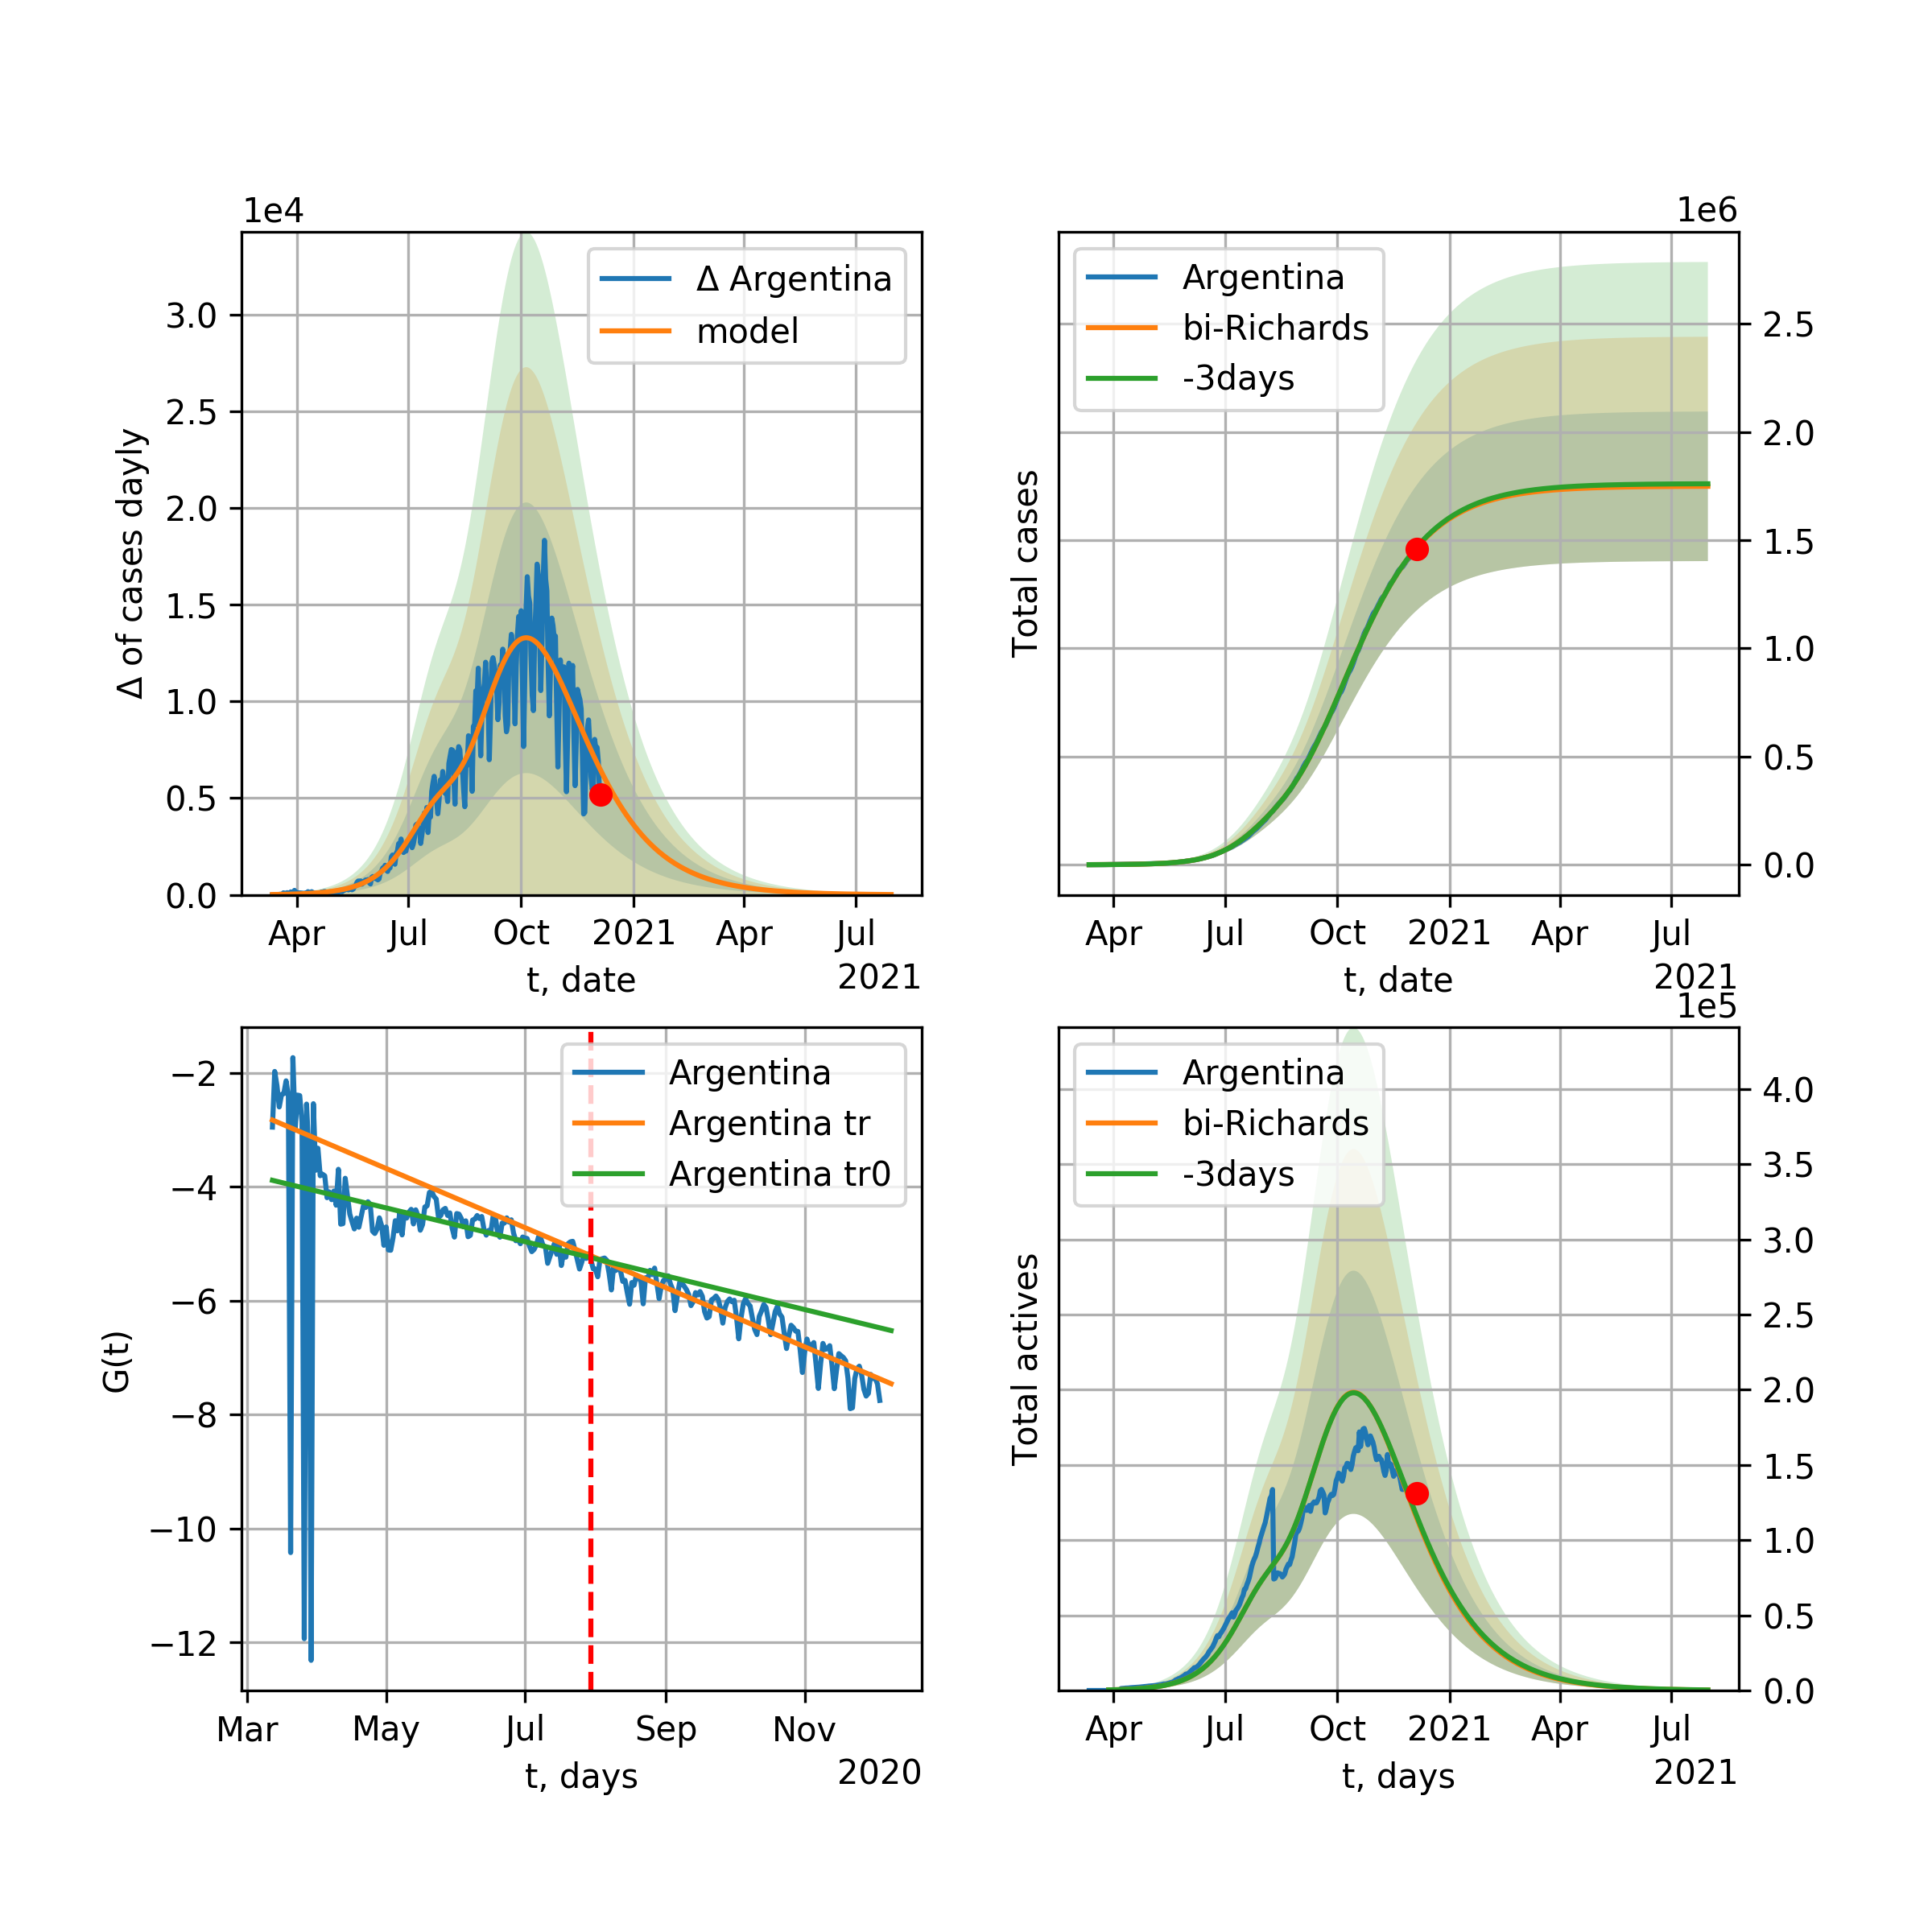 1e4
Δ of cases dayly
3.0
2.5
2.0
1.5
1.0
0.5
0.0
Δ Argentina
model
Apr
Jul
Oct
2021
Apr
Jul
t, date
2021
1e6
Total cases
Argentina
bi-Richards
-3days
2.5
2.0
1.5
1.0
0.5
0.0
Apr
Jul
Oct
2021
Apr
Jul
t, date
2021
G(t)
−2
−4
−6
−8
−10
−12
Argentina
Argentina tr
Argentina tr0
Mar
May
Jul
Sep
Nov
t, days
2020
1e5
Total actives
Argentina
bi-Richards
-3days
4.0
3.5
3.0
2.5
2.0
1.5
1.0
0.5
0.0
Apr
Jul
Oct
2021
Apr
Jul
t, days
2021